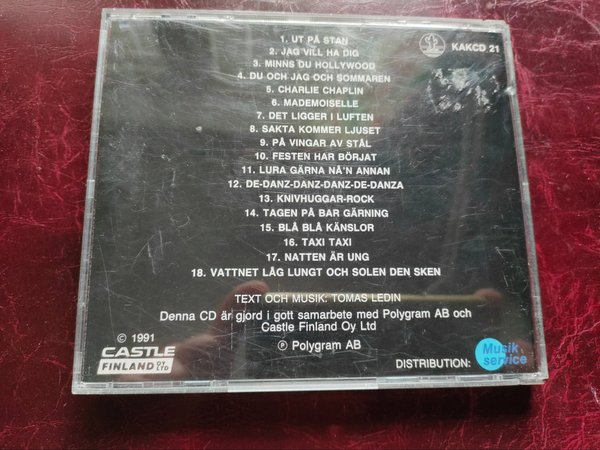 KAKCD 21
1. UT PÅ STAN
2. JAG VILL HA DIG
3. MINNS DU HOLLYWOOD
4. DU OCH JAG OCH SOMMAREN
5. CHARLIE CHAPLIN
6. MADEMOISELLE
7. DET LIGGER I LUFTEN
8. SAKTA KOMMER LJUSET
9. PÅ VINGAR AV STÅL
10. FESTEN HAR BÖRJAT
11. LURA GÄRNA NÅ'N ANNAN
12. DE-DANZ-DANZ-DANZ-DE-DANZA
13. KNIVHUGGAR-ROCK
14. TAGEN PÅ BAR GÄRNING
15. BLÅ BLÅ KÄNSLOR
16. TAXI TAXI
17. NATTEN ÄR UNG
18. VATTNET LÅG LUNGT OCH SOLEN DEN SKEN
TEXT OCH MUSIK: TOMAS LEDIN
Denna CD är gjord i gott samarbete med Polygram AB och
Castle Finland Oy Ltd
℗ Polygram AB
© 1991
CASTLE
FINLAND OY LTD
DISTRIBUTION:
Musik
service